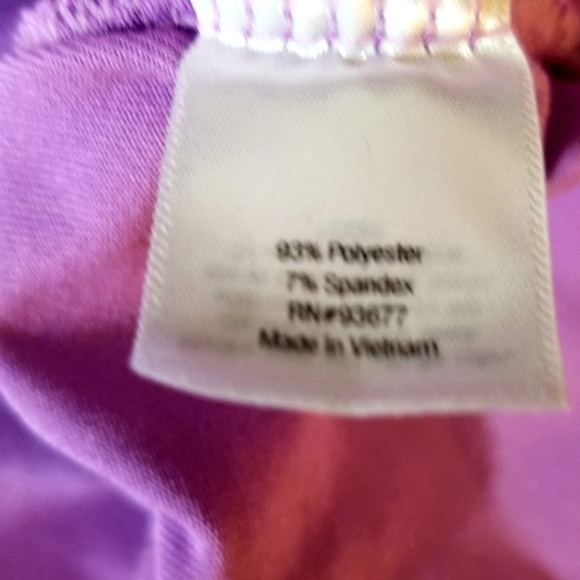 93% Polyester
7% Spandex
RN#93677
Made in Vietnam